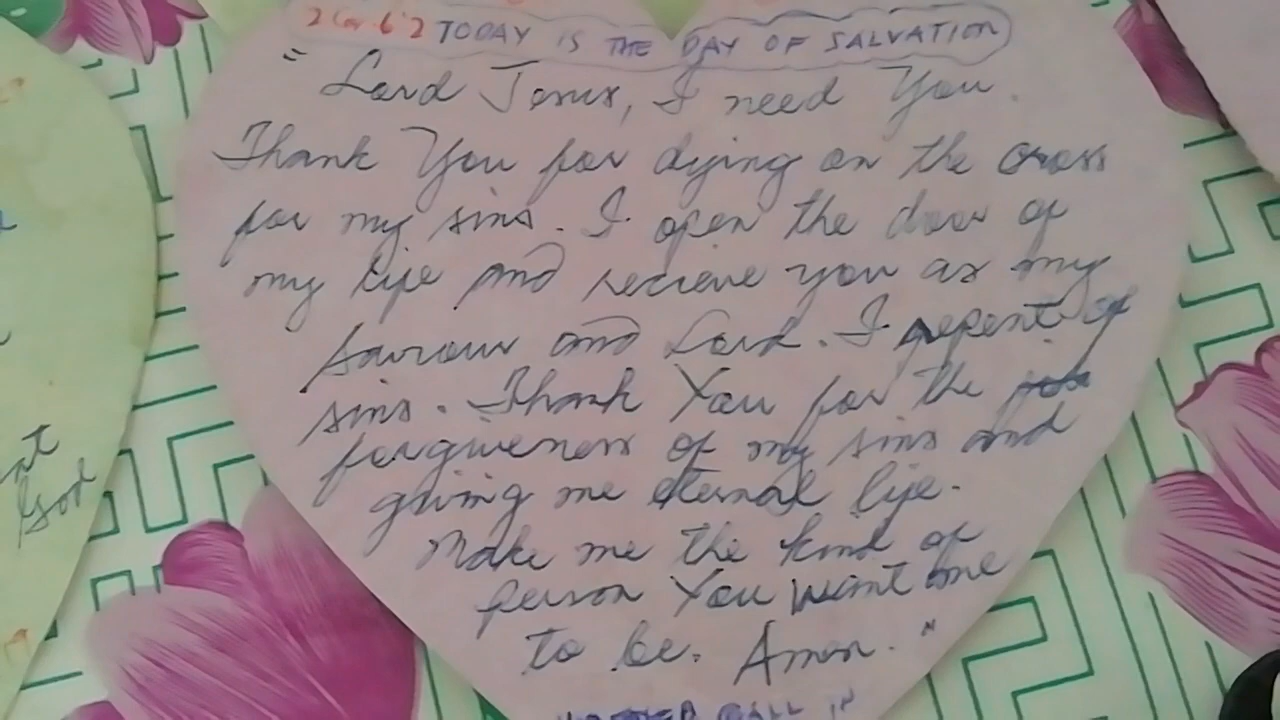 2 Cor 6:2 TODAY IS THE DAY OF SALVATION
"Lord Jesus, I need You.
Thank You for dying on the cross
for my sins. I open the door of
my life and recieve you as my
Saviour and Lord. I repent of
sins. Thank You for the
forgiveness of my sins and
giving me eternal life.
Make me the kind of
person You want me
to be. Amen."
CALL
God